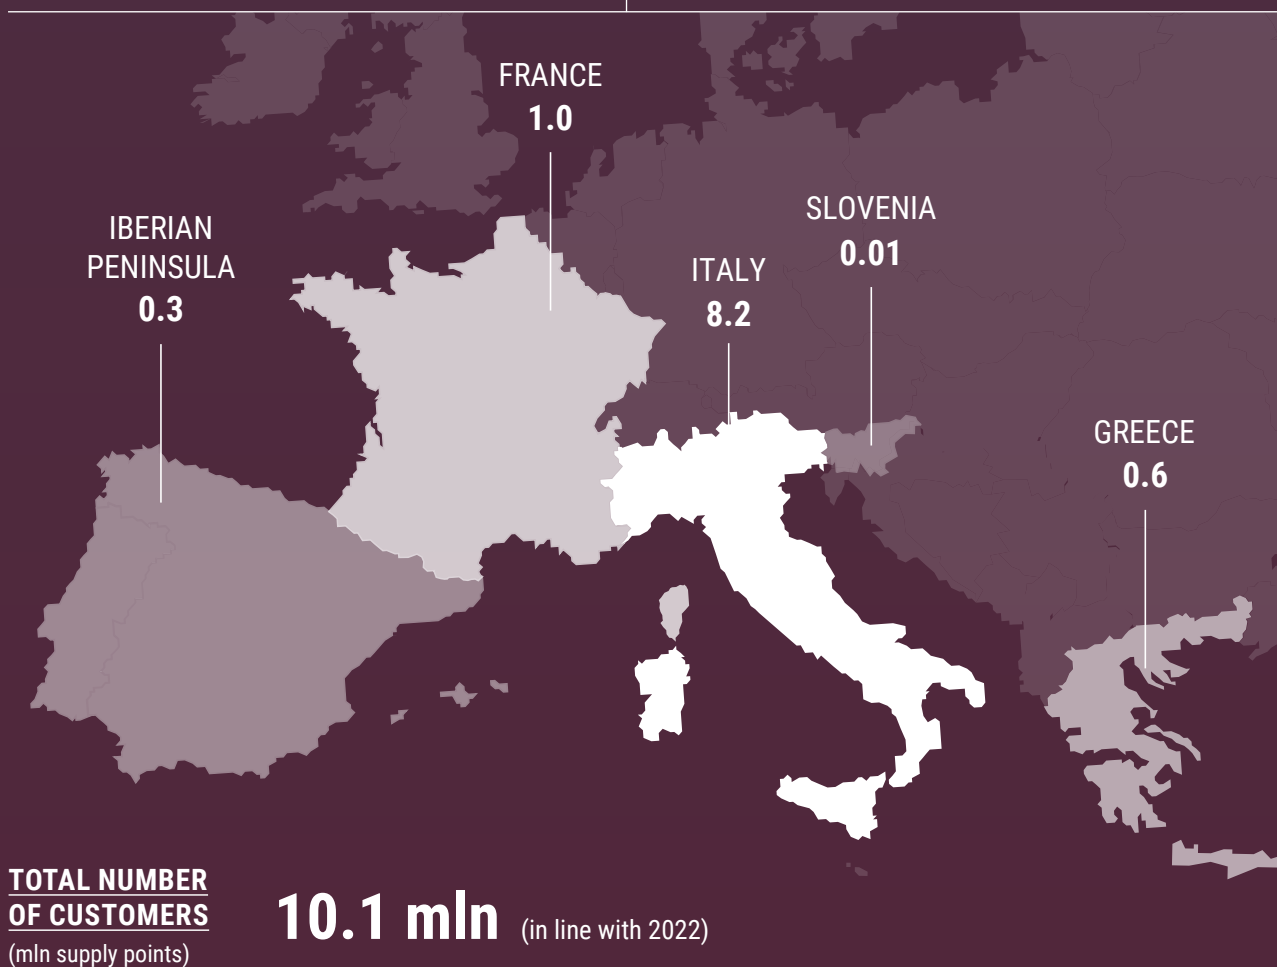 FRANCE
1.0
IBERIAN
PENINSULA
0.3
SLOVENIA
0.01
ITALY
8.2
GREECE
0.6
TOTAL NUMBER
OF CUSTOMERS
(mln supply points)
10.1 mln (in line with 2022)